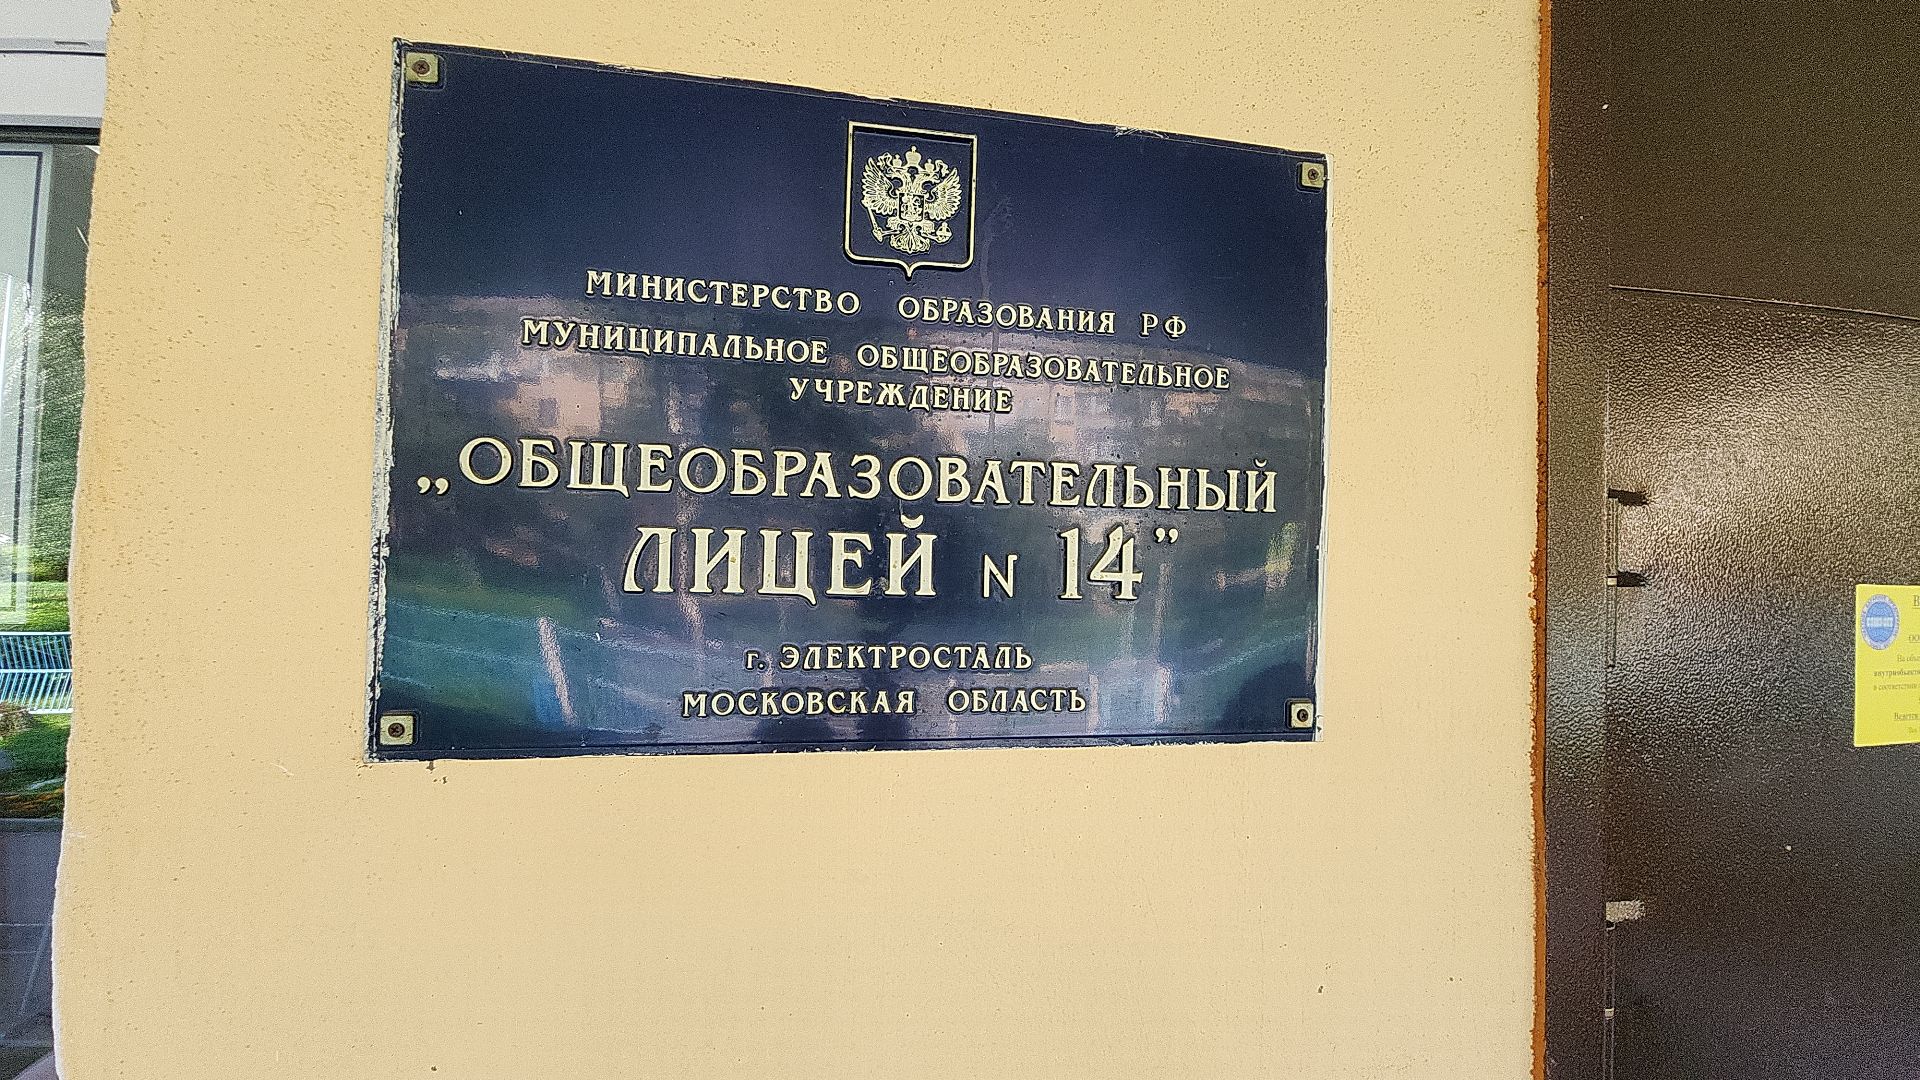 МИНИСТЕРСТВО ОБРАЗОВАНИЯ РФ
МУНИЦИПАЛЬНОЕ ОБЩЕОБРАЗОВАТЕЛЬНОЕ
УЧРЕЖДЕНИЕ
„ОБЩЕОБРАЗОВАТЕЛЬНЫЙ
ЛИЦЕЙ N 14”
г. ЭЛЕКТРОСТАЛЬ
МОСКОВСКАЯ ОБЛАСТЬ